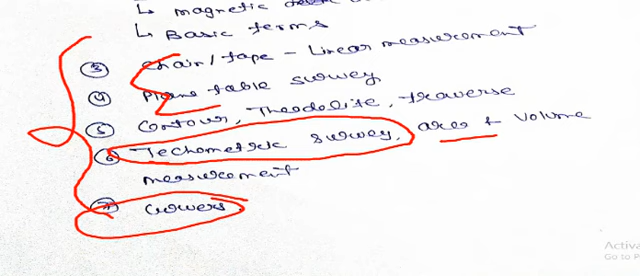 ↳ magnetic
↳ Basic terms
③ chain / tape - Linear measurement
④ Plane table survey
⑤ Contour, Theodolite, traverse
⑥ Techometric survey, area + volume
measurement
⑦ Curvers
Activa
Go to P